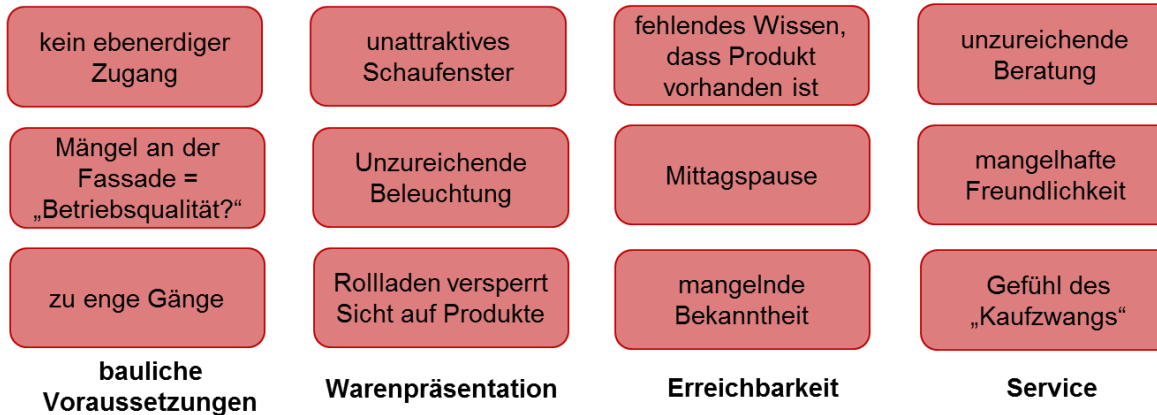 kein ebenerdiger
Zugang
unattraktives
Schaufenster
fehlendes Wissen,
dass Produkt
vorhanden ist
unzureichende
Beratung
Mängel an der
Fassade =
„Betriebsqualität?“
Unzureichende
Beleuchtung
Mittagspause
mangelhafte
Freundlichkeit
zu enge Gänge
Rollladen versperrt
Sicht auf Produkte
mangelnde
Bekanntheit
Gefühl des
„Kaufzwangs“
bauliche
Voraussetzungen
Warenpräsentation
Erreichbarkeit
Service